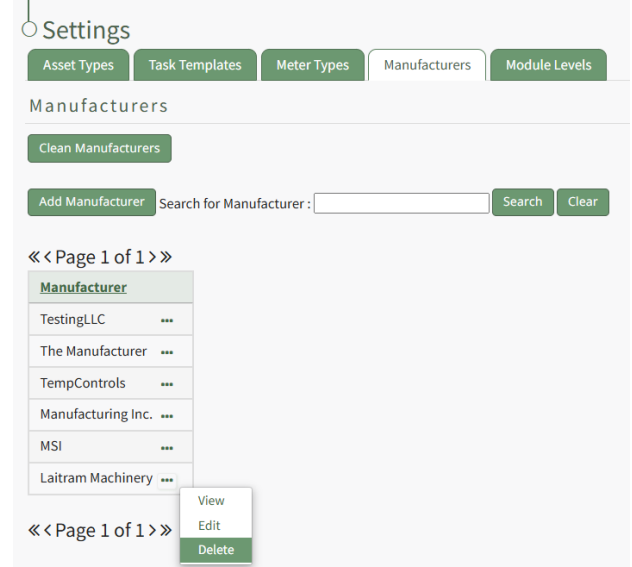 Settings
Asset Types Task Templates Meter Types Manufacturers Module Levels
Manufacturers
Clean Manufacturers
Add Manufacturer Search for Manufacturer : Search Clear
«‹ Page 1 of 1 ›»
Manufacturer
TestingLLC •••
The Manufacturer •••
TempControls •••
Manufacturing Inc. •••
MSI •••
Laitram Machinery •••
View
Edit
«‹ Page 1 of 1 ›»
Delete